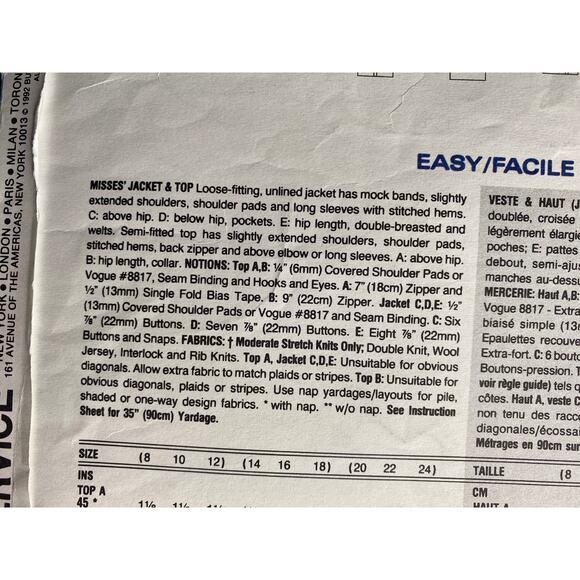 EASY/FACILE
MISSES' JACKET & TOP Loose-fitting, unlined jacket has mock bands, slightly
extended shoulders, shoulder pads and long sleeves with stitched hems.
C: above hip. D: below hip, pockets. E: hip length, double-breasted and
welts. Semi-fitted top has slightly extended shoulders, shoulder pads,
stitched hems, back zipper and above elbow or long sleeves. A: above hip.
B: hip length, collar. NOTIONS: Top A,B: ¼" (6mm) Covered Shoulder Pads or
Vogue #8817, Seam Binding and Hooks and Eyes. A: 7" (18cm) Zipper and
½" (13mm) Single Fold Bias Tape. B: 9" (22cm) Zipper. Jacket C,D,E: ½"
(13mm) Covered Shoulder Pads or Vogue #8817 and Seam Binding. C: Six
⅞" (22mm) Buttons. D: Seven ⅞" (22mm) Buttons. E: Eight ⅞" (22mm)
Buttons and Snaps. FABRICS: † Moderate Stretch Knits Only; Double Knit, Wool
Jersey, Interlock and Rib Knits. Top A, Jacket C,D,E: Unsuitable for obvious
diagonals. Allow extra fabric to match plaids or stripes. Top B: Unsuitable for
obvious diagonals, plaids or stripes. Use nap yardages/layouts for pile,
shaded or one-way design fabrics. * with nap. ** w/o nap. See Instruction
Sheet for 35" (90cm) Yardage.
SIZE (8 10 12) (14 16 18) (20 22 24)
INS
TOP A
45 *
VESTE & HAUT (J
doublée, croisée
légèrement élargie
poches; E: pattes
debout, semi-ajus
manches au-dessu
MERCERIE: Haut A,B:
Vogue 8817 - Extra
biaisé simple (13m
Epaulettes recouve
Extra-fort. C: 6 bouto
Boutons-pression. T
voir règle guide) tels q
côtes. Haut A, veste C
non tenu des racco
diagonales/écossai
Métrages en 90cm sur
TAILLE (8
CM
HAUT A
NEW YORK • LONDON • PARIS • MILAN • TORON
161 AVENUE OF THE AMERICAS, NEW YORK 10013 © 1992 BU